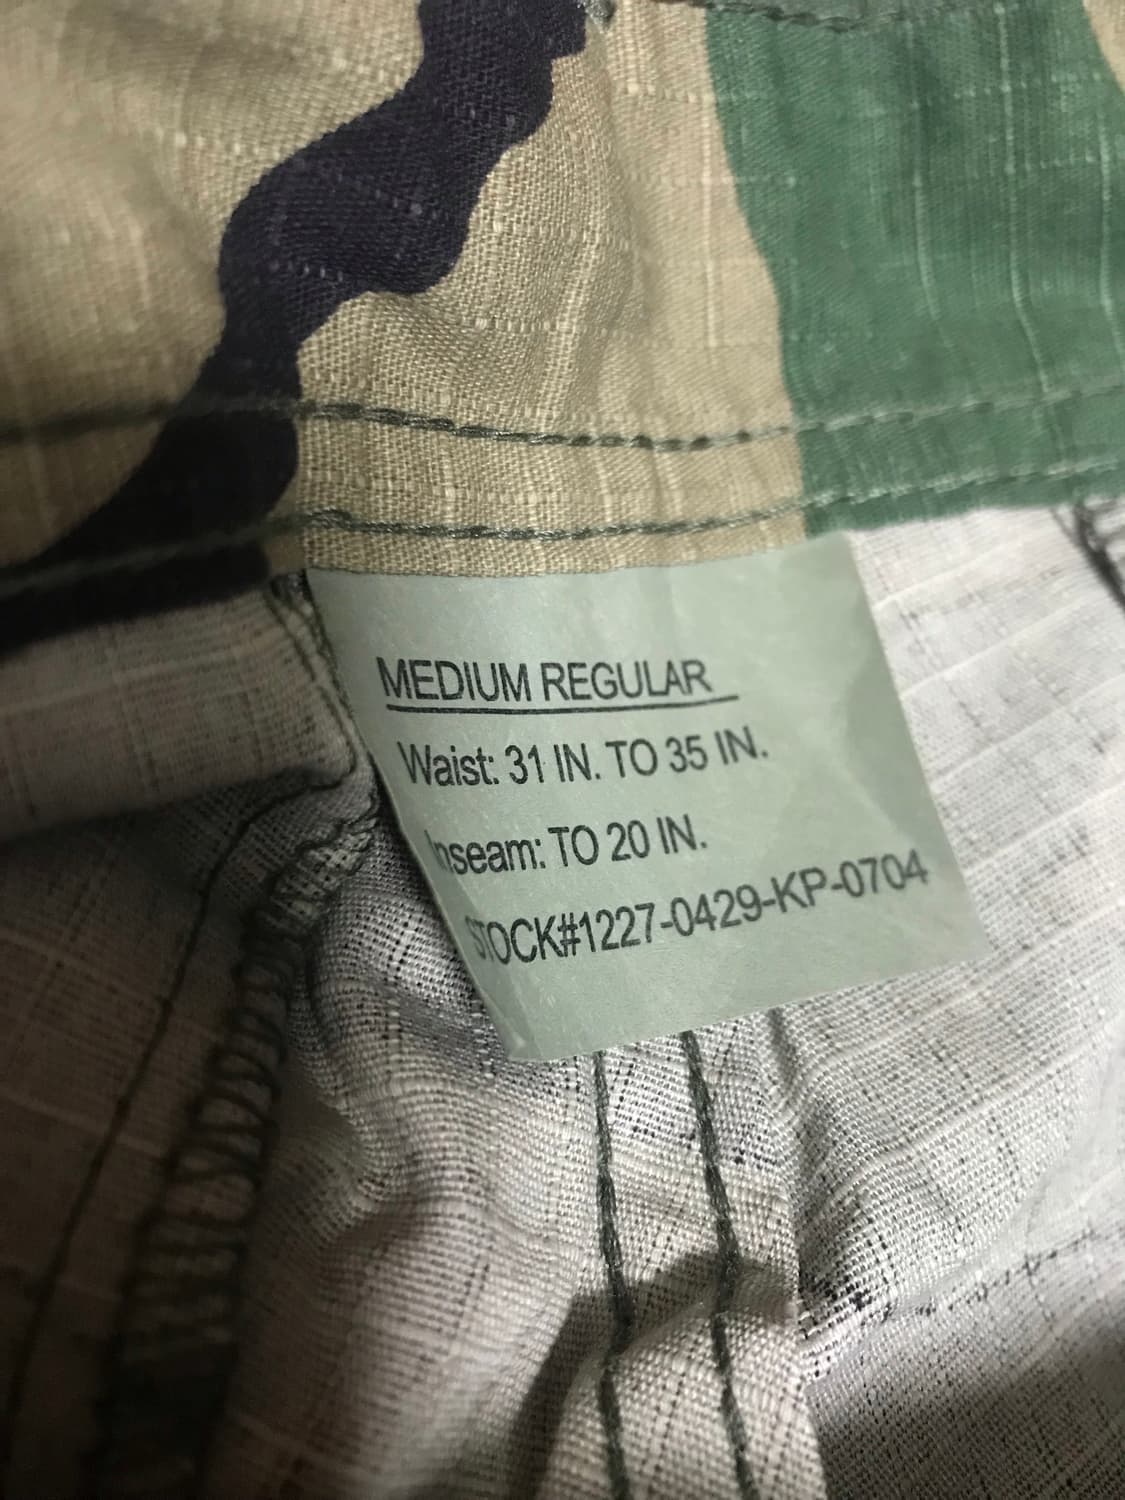 MEDIUM REGULAR
Waist: 31 IN. TO 35 IN.
Inseam: TO 20 IN.
STOCK#1227-0429-KP-0704